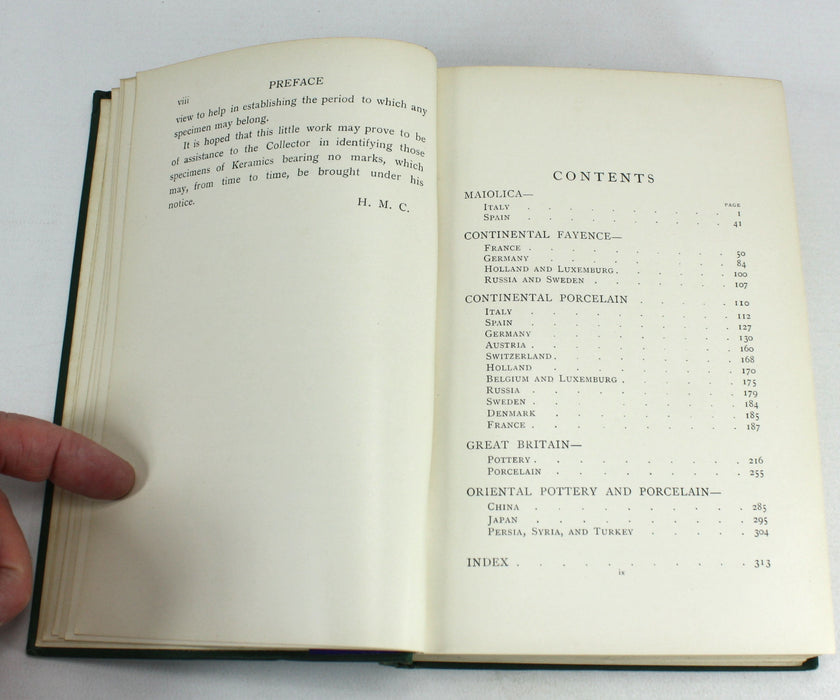 viii
PREFACE
view to help in establishing the period to which any
specimen may belong.
It is hoped that this little work may prove to be
of assistance to the Collector in identifying those
specimens of Keramics bearing no marks, which
may, from time to time, be brought under his
notice.
H. M. C.
CONTENTS
MAIOLICA—
PAGE
ITALY . . . . . . . . . . 1
SPAIN . . . . . . . . . . 41
CONTINENTAL FAYENCE—
FRANCE . . . . . . . . . 50
GERMANY . . . . . . . . 84
HOLLAND AND LUXEMBURG . . . . . 100
RUSSIA AND SWEDEN . . . . . . 107
CONTINENTAL PORCELAIN . . . . . 110
ITALY . . . . . . . . . 112
SPAIN . . . . . . . . . 127
GERMANY . . . . . . . . 130
AUSTRIA . . . . . . . . . 160
SWITZERLAND . . . . . . . . 168
HOLLAND . . . . . . . . 170
BELGIUM AND LUXEMBURG . . . . . 175
RUSSIA . . . . . . . . . 179
SWEDEN . . . . . . . . . 184
DENMARK . . . . . . . . 185
FRANCE . . . . . . . . . 187
GREAT BRITAIN—
POTTERY . . . . . . . . . 216
PORCELAIN . . . . . . . . 255
ORIENTAL POTTERY AND PORCELAIN—
CHINA . . . . . . . . . 285
JAPAN . . . . . . . . . 295
PERSIA, SYRIA, AND TURKEY . . . . . 304
INDEX . . . . . . . . . . 313
ix